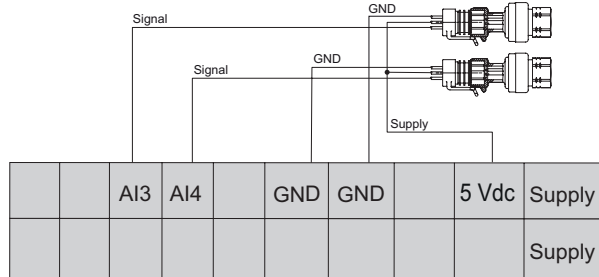 GND
Signal
GND
Signal
Supply
AI3 AI4 GND GND 5 Vdc Supply
Supply